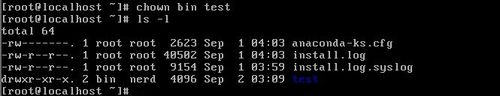 [root@localhost ~]# chown bin test
[root@localhost ~]# ls -l
total 64
-rw-------. 1 root root  2623 Sep  1 04:03 anaconda-ks.cfg
-rw-r--r--. 1 root root 40502 Sep  1 04:03 install.log
-rw-r--r--. 1 root root  9154 Sep  1 03:59 install.log.syslog
drwxr-xr-x. 2 bin  nerd  4096 Sep  2 03:09 test
[root@localhost ~]#